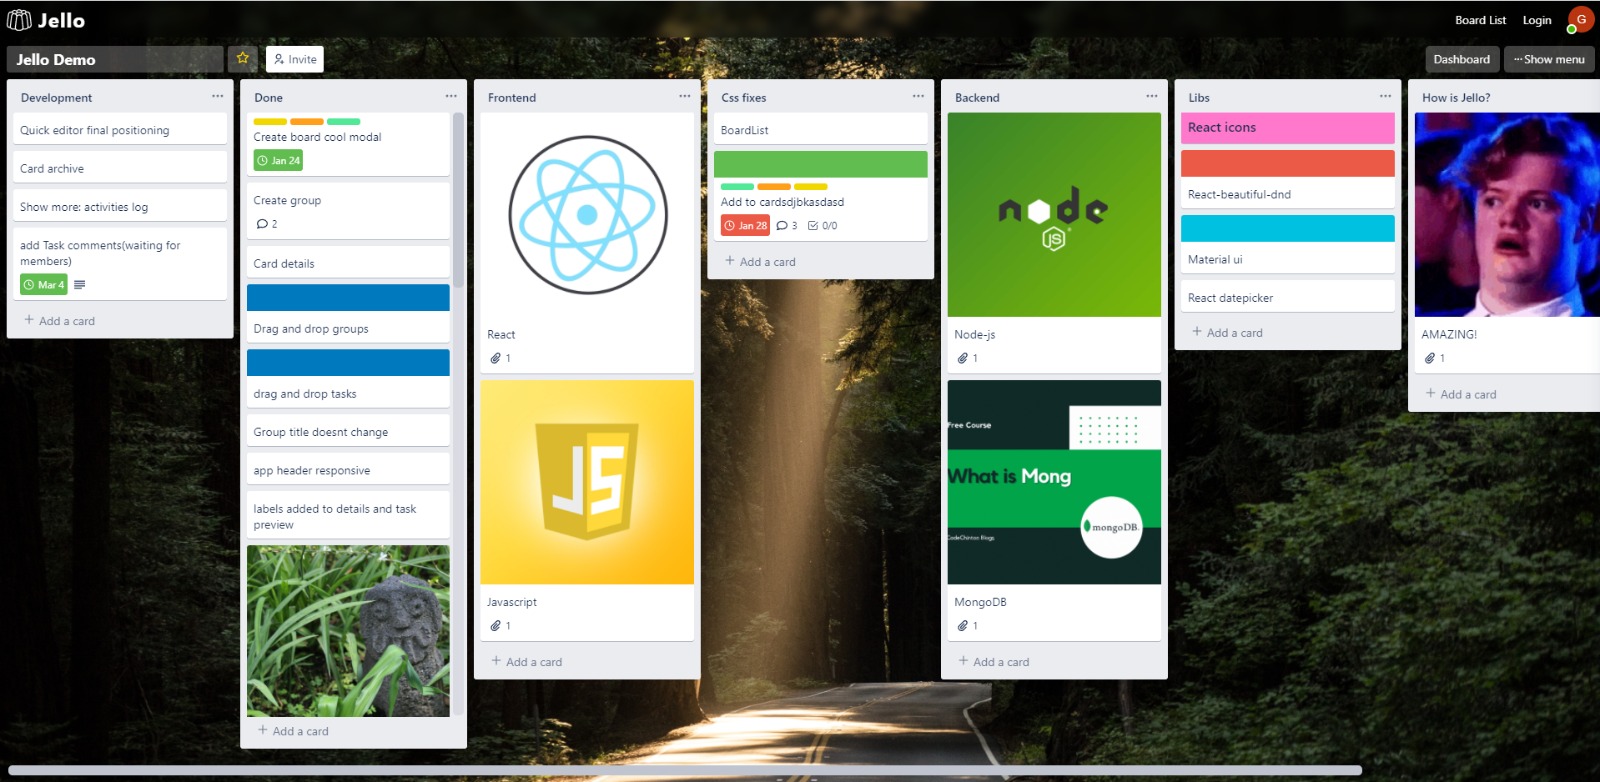 Jello
Board List
Login
G
Jello Demo
Invite
Dashboard
Show menu
Development
Quick editor final positioning
Card archive
Show more: activities log
add Task comments(waiting for
members)
Mar 4
Add a card
Done
Create board cool modal
Jan 24
Create group
2
Card details
Drag and drop groups
drag and drop tasks
Group title doesnt change
app header responsive
labels added to details and task
preview
Add a card
Frontend
React
1
JS
Javascript
1
Add a card
Css fixes
BoardList
Add to cardsdjbkasdasd
Jan 28
3
0/0
Add a card
Backend
node
JS
Node-js
1
Free Course
What is Mong
mongoDB.
CodeChintan Blogs
MongoDB
1
Add a card
Libs
React icons
React-beautiful-dnd
Material ui
React datepicker
Add a card
How is Jello?
AMAZING!
1
Add a card